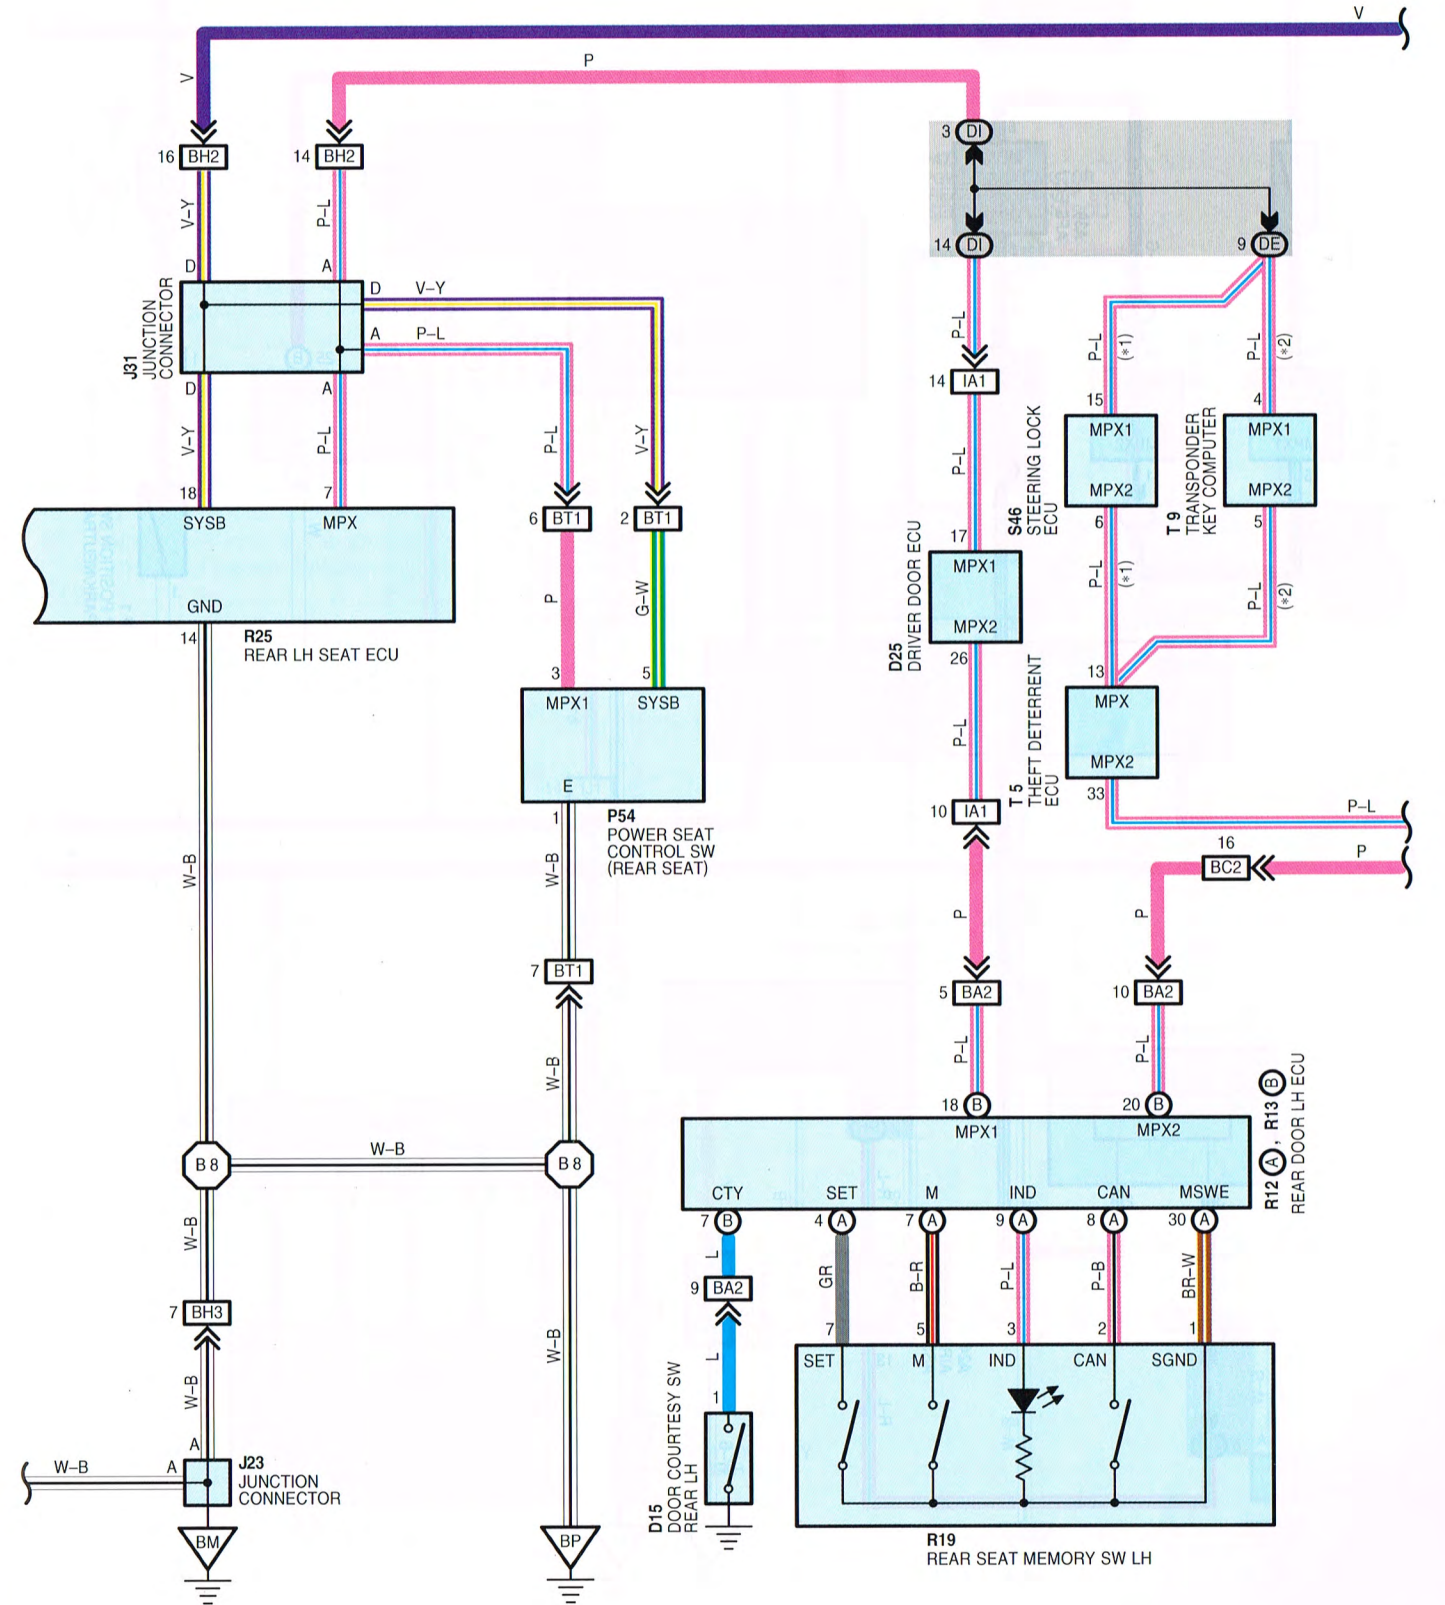 V
P
V
16 BH2
14 BH2
3 DI
14 DI
9 DE
V–Y
P–L
D
A
J31
JUNCTION
CONNECTOR
D
V–Y
A
P–L
D
A
V–Y
P–L
18
7
SYSB
MPX
GND
14
R25
REAR LH SEAT ECU
P–L
V–Y
6 BT1
2 BT1
P
G–W
3
5
MPX1
SYSB
E
1
P54
POWER SEAT
CONTROL SW
(REAR SEAT)
W–B
W–B
7 BT1
W–B
B 8
W–B
B 8
W–B
7 BH3
W–B
W–B
A
W–B
A
J23
JUNCTION
CONNECTOR
BM
BP
P–L
14 IA1
P–L
17
MPX1
MPX2
26
D25
DRIVER DOOR ECU
P–L
10 IA1
P
5 BA2
P–L
18 B
P–L
(*1)
P–L
(*2)
15
4
MPX1
MPX2
S46
STEERING LOCK
ECU
MPX1
MPX2
T 9
TRANSPONDER
KEY COMPUTER
6
5
P–L
(*1)
P–L
(*2)
13
MPX
MPX2
T 5
THEFT DETERRENT
ECU
33
P–L
16
BC2
P
P
10 BA2
P–L
20 B
MPX1
MPX2
R12 A , R13 B
REAR DOOR LH ECU
CTY
SET
M
IND
CAN
MSWE
7 B
4 A
7 A
9 A
8 A
30 A
L
GR
B–R
P–L
P–B
BR–W
9 BA2
L
1
D15
DOOR COURTESY SW
REAR LH
7
5
3
2
1
SET
M
IND
CAN
SGND
R19
REAR SEAT MEMORY SW LH